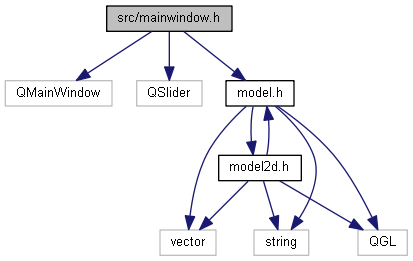 src/mainwindow.h
QMainWindow
QSlider
model.h
model2d.h
vector
string
QGL